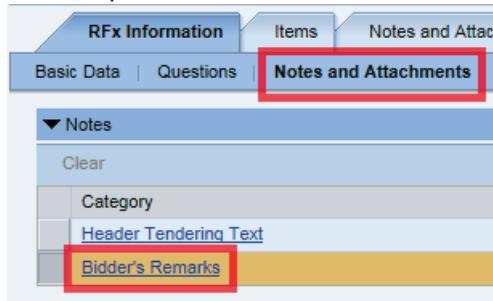 RFx Information Items Notes and Attac
Basic Data | Questions | Notes and Attachments
Notes
Clear
Category
Header Tendering Text
Bidder's Remarks